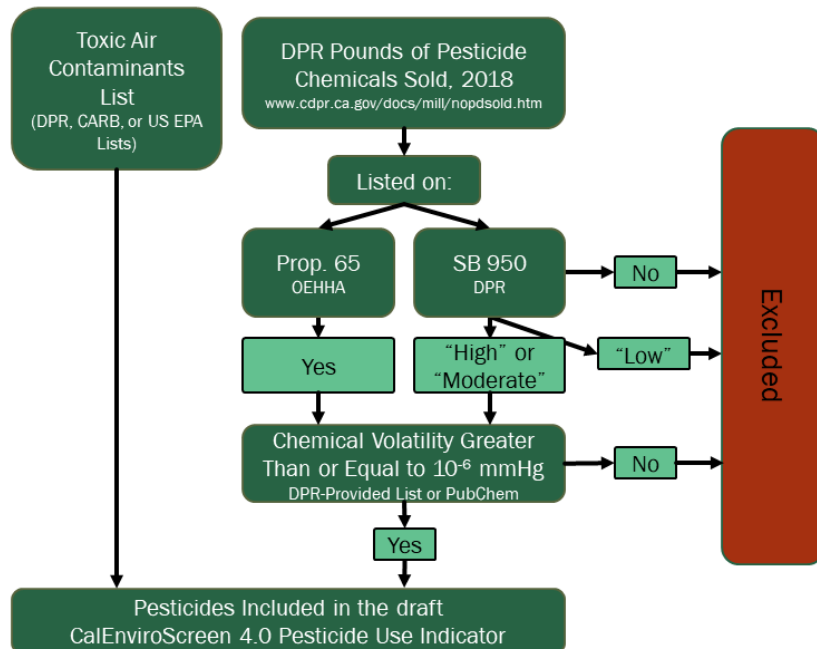 Toxic Air
Contaminants
List
(DPR, CARB, or US EPA
Lists)
DPR Pounds of Pesticide
Chemicals Sold, 2018
www.cdpr.ca.gov/docs/mill/nopdsold.htm
Listed on:
Prop. 65
OEHHA
SB 950
DPR
No
Yes
“High” or
“Moderate”
“Low”
Excluded
Chemical Volatility Greater
Than or Equal to 10⁻⁶ mmHg
DPR-Provided List or PubChem
No
Yes
Pesticides Included in the draft
CalEnviroScreen 4.0 Pesticide Use Indicator